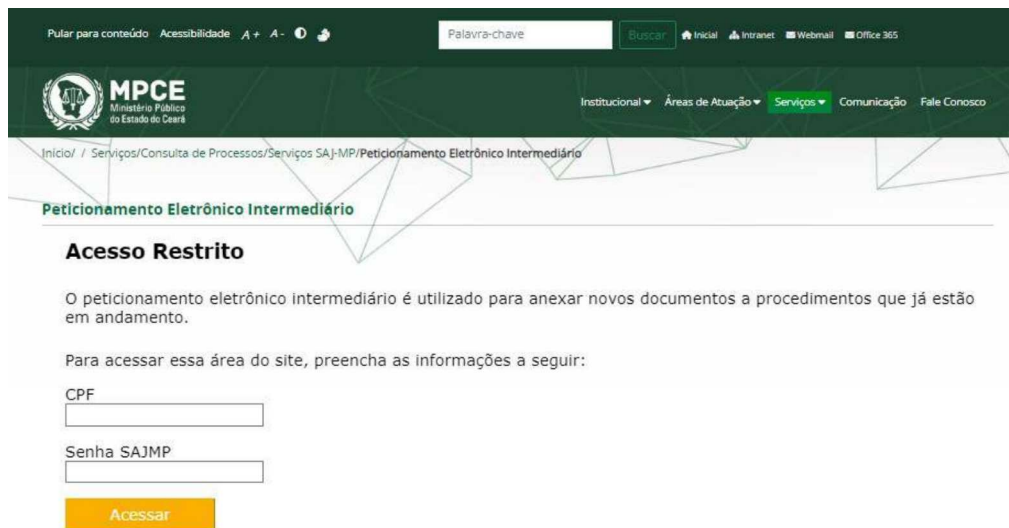 Pular para conteúdo Acessibilidade A+ A-
Palavra-chave
Buscar
Inicial Intranet Webmail Office 365
MPCE
Ministério Público
do Estado do Ceará
Institucional Áreas de Atuação Serviços Comunicação Fale Conosco
Início/ / Serviços/Consulta de Processos/Serviços SAJ-MP/Peticionamento Eletrônico Intermediário
Peticionamento Eletrônico Intermediário
Acesso Restrito
O peticionamento eletrônico intermediário é utilizado para anexar novos documentos a procedimentos que já estão
em andamento.
Para acessar essa área do site, preencha as informações a seguir:
CPF
Senha SAJMP
Acessar